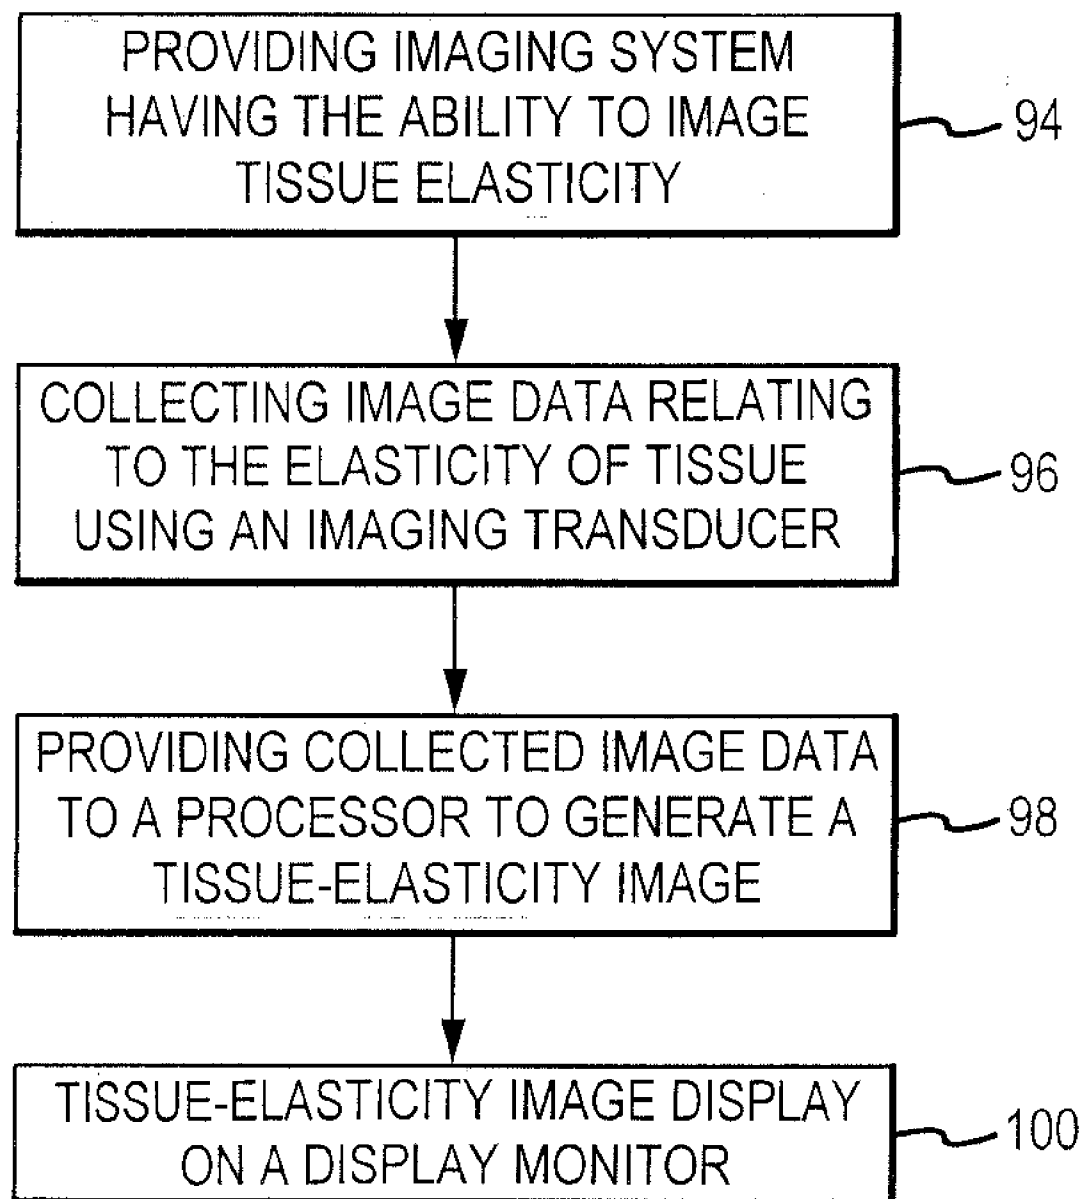 PROVIDING IMAGING SYSTEM
HAVING THE ABILITY TO IMAGE
TISSUE ELASTICITY
94
COLLECTING IMAGE DATA RELATING
TO THE ELASTICITY OF TISSUE
USING AN IMAGING TRANSDUCER
96
PROVIDING COLLECTED IMAGE DATA
TO A PROCESSOR TO GENERATE A
TISSUE-ELASTICITY IMAGE
98
TISSUE-ELASTICITY IMAGE DISPLAY
ON A DISPLAY MONITOR
100